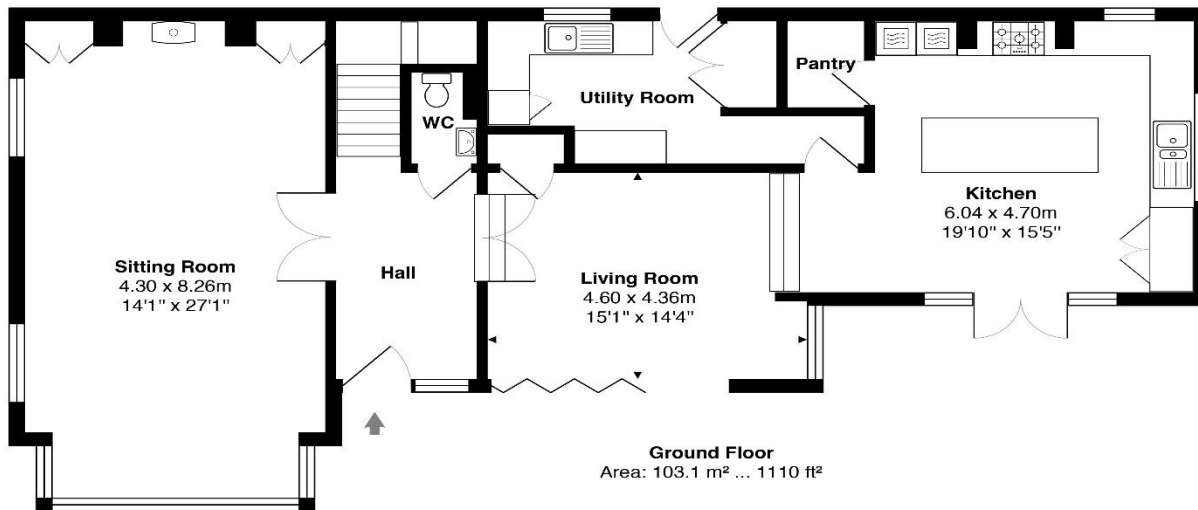 Pantry
Utility Room
WC
Kitchen
6.04 x 4.70m
19'10" x 15'5"
Sitting Room
4.30 x 8.26m
14'1" x 27'1"
Hall
Living Room
4.60 x 4.36m
15'1" x 14'4"
Ground Floor
Area: 103.1 m² ... 1110 ft²